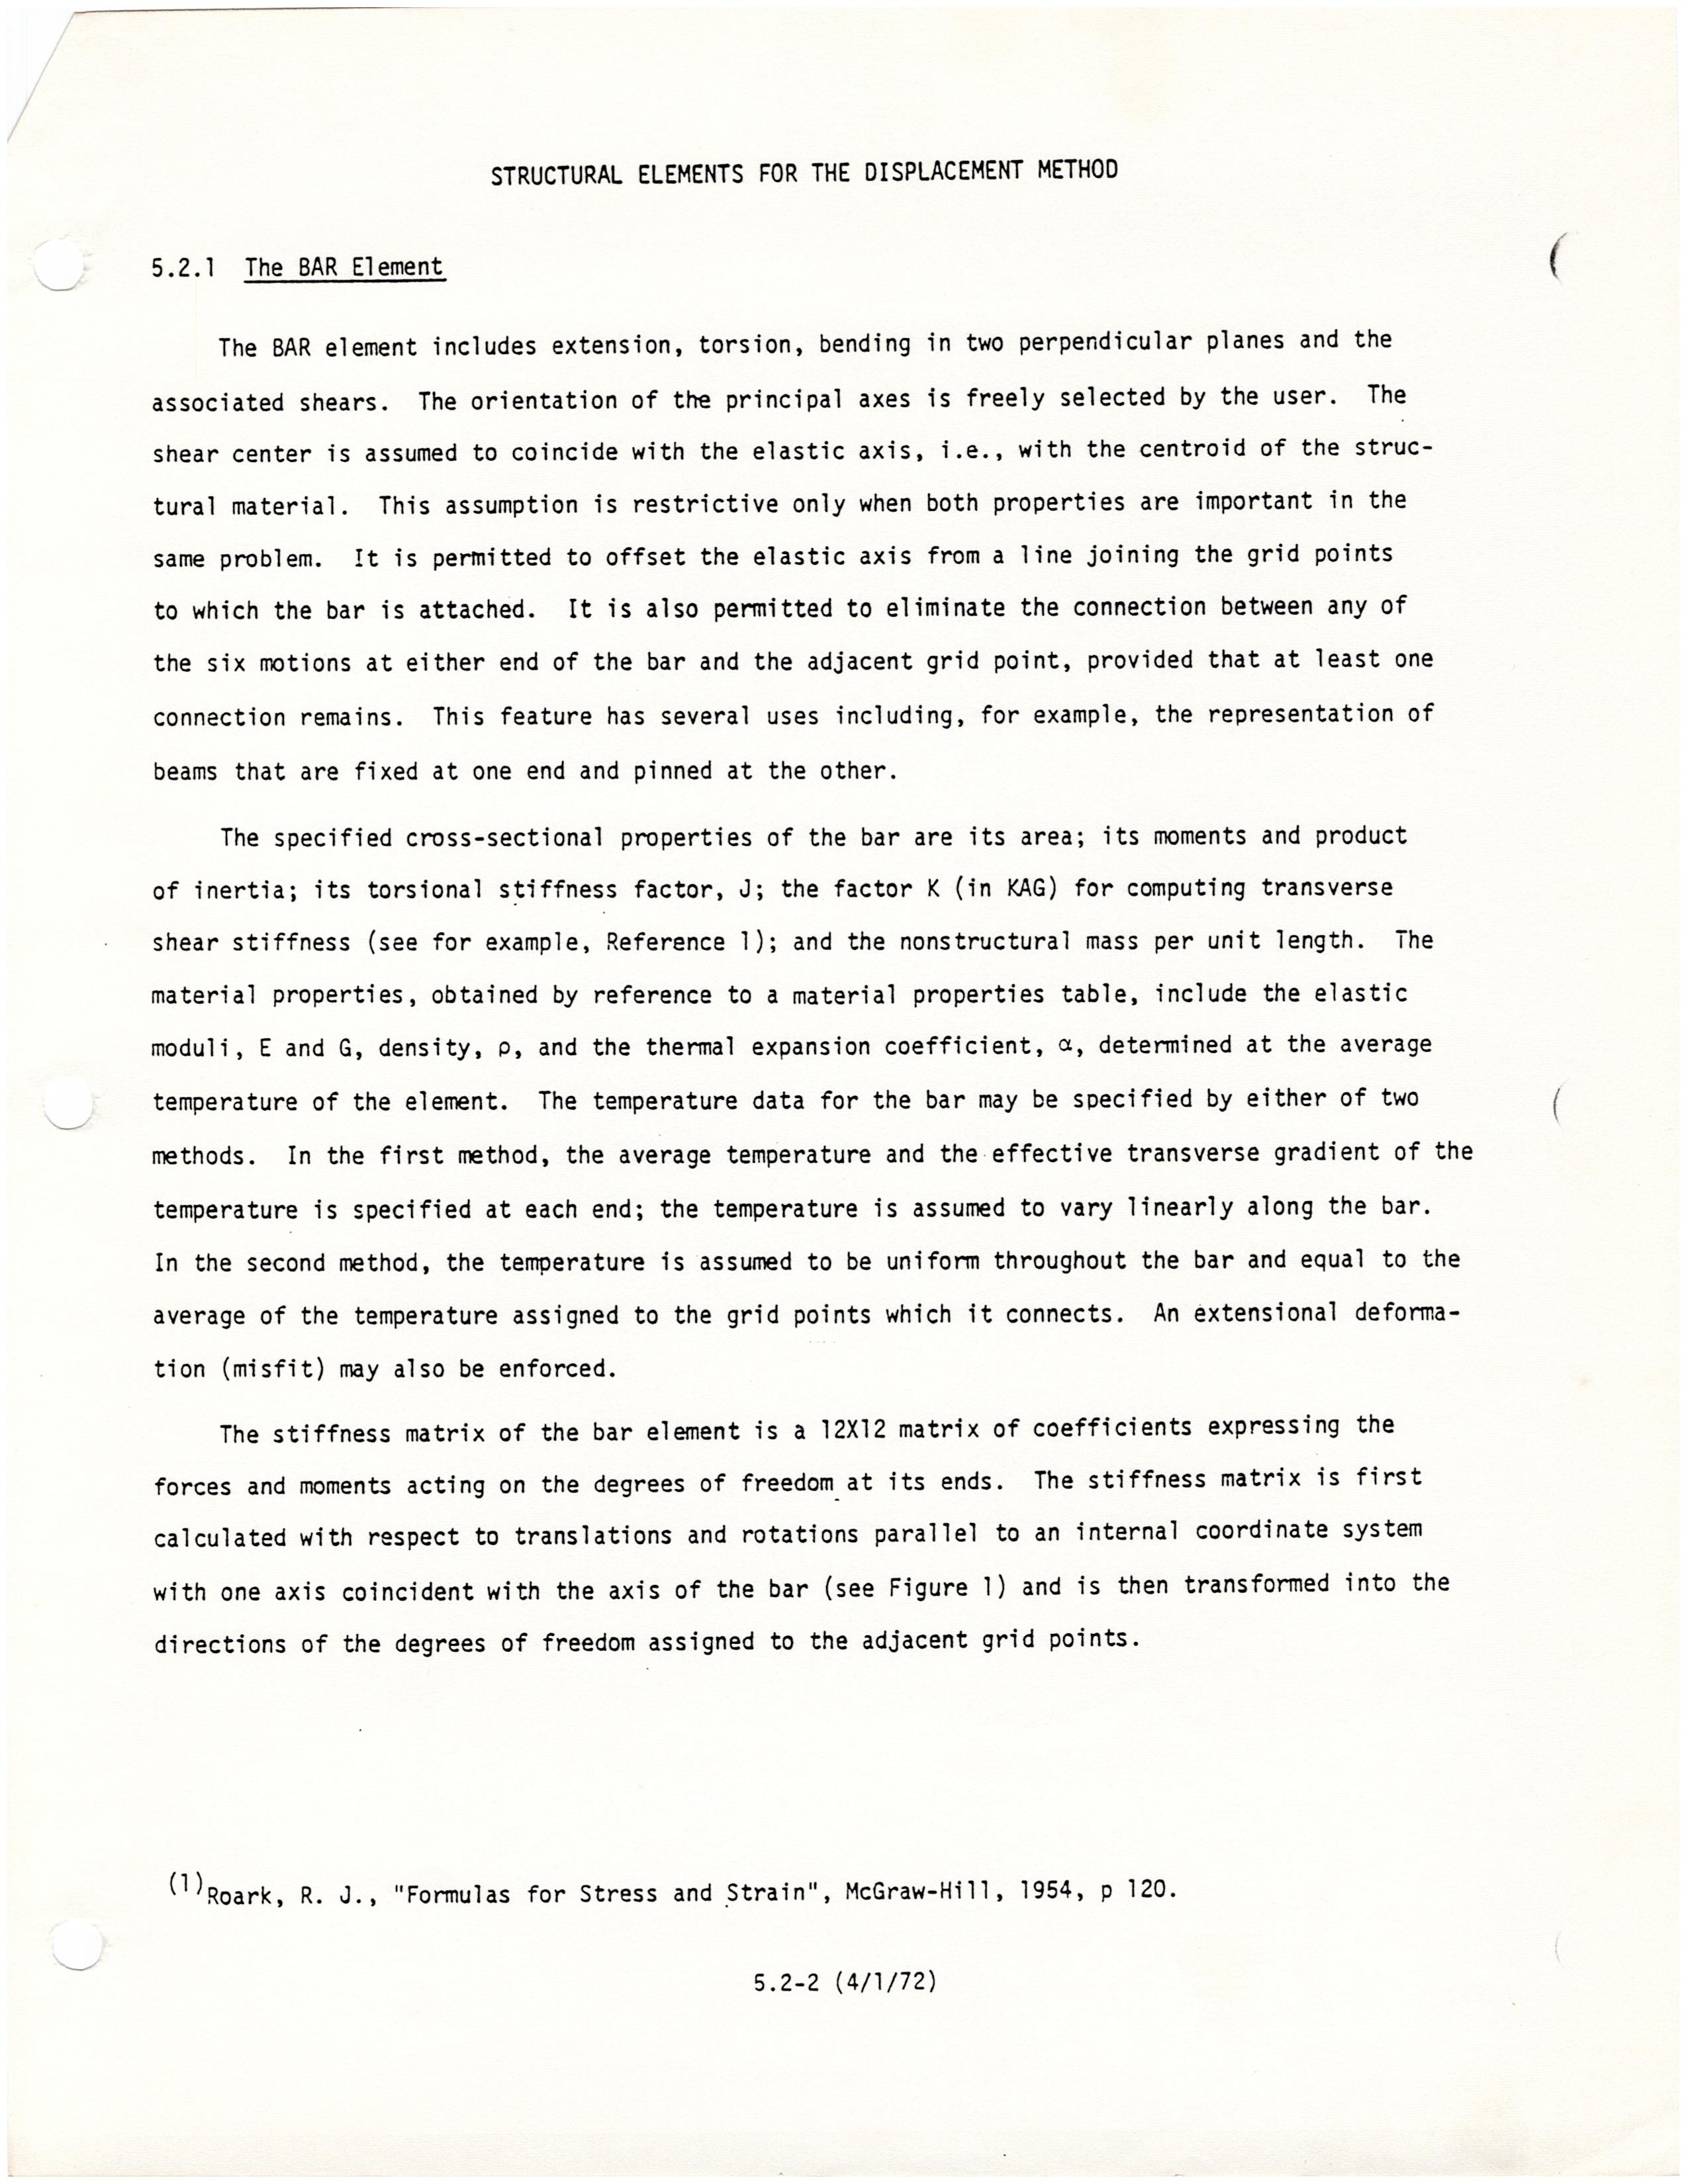 STRUCTURAL ELEMENTS FOR THE DISPLACEMENT METHOD
5.2.1 The BAR Element
The BAR element includes extension, torsion, bending in two perpendicular planes and the
associated shears. The orientation of the principal axes is freely selected by the user. The
shear center is assumed to coincide with the elastic axis, i.e., with the centroid of the struc-
tural material. This assumption is restrictive only when both properties are important in the
same problem. It is permitted to offset the elastic axis from a line joining the grid points
to which the bar is attached. It is also permitted to eliminate the connection between any of
the six motions at either end of the bar and the adjacent grid point, provided that at least one
connection remains. This feature has several uses including, for example, the representation of
beams that are fixed at one end and pinned at the other.
The specified cross-sectional properties of the bar are its area; its moments and product
of inertia; its torsional stiffness factor, J; the factor K (in KAG) for computing transverse
shear stiffness (see for example, Reference 1); and the nonstructural mass per unit length. The
material properties, obtained by reference to a material properties table, include the elastic
moduli, E and G, density, ρ, and the thermal expansion coefficient, α, determined at the average
temperature of the element. The temperature data for the bar may be specified by either of two
methods. In the first method, the average temperature and the effective transverse gradient of the
temperature is specified at each end; the temperature is assumed to vary linearly along the bar.
In the second method, the temperature is assumed to be uniform throughout the bar and equal to the
average of the temperature assigned to the grid points which it connects. An extensional deforma-
tion (misfit) may also be enforced.
The stiffness matrix of the bar element is a 12X12 matrix of coefficients expressing the
forces and moments acting on the degrees of freedom at its ends. The stiffness matrix is first
calculated with respect to translations and rotations parallel to an internal coordinate system
with one axis coincident with the axis of the bar (see Figure 1) and is then transformed into the
directions of the degrees of freedom assigned to the adjacent grid points.
(1) Roark, R. J., "Formulas for Stress and Strain", McGraw-Hill, 1954, p 120.
5.2-2 (4/1/72)